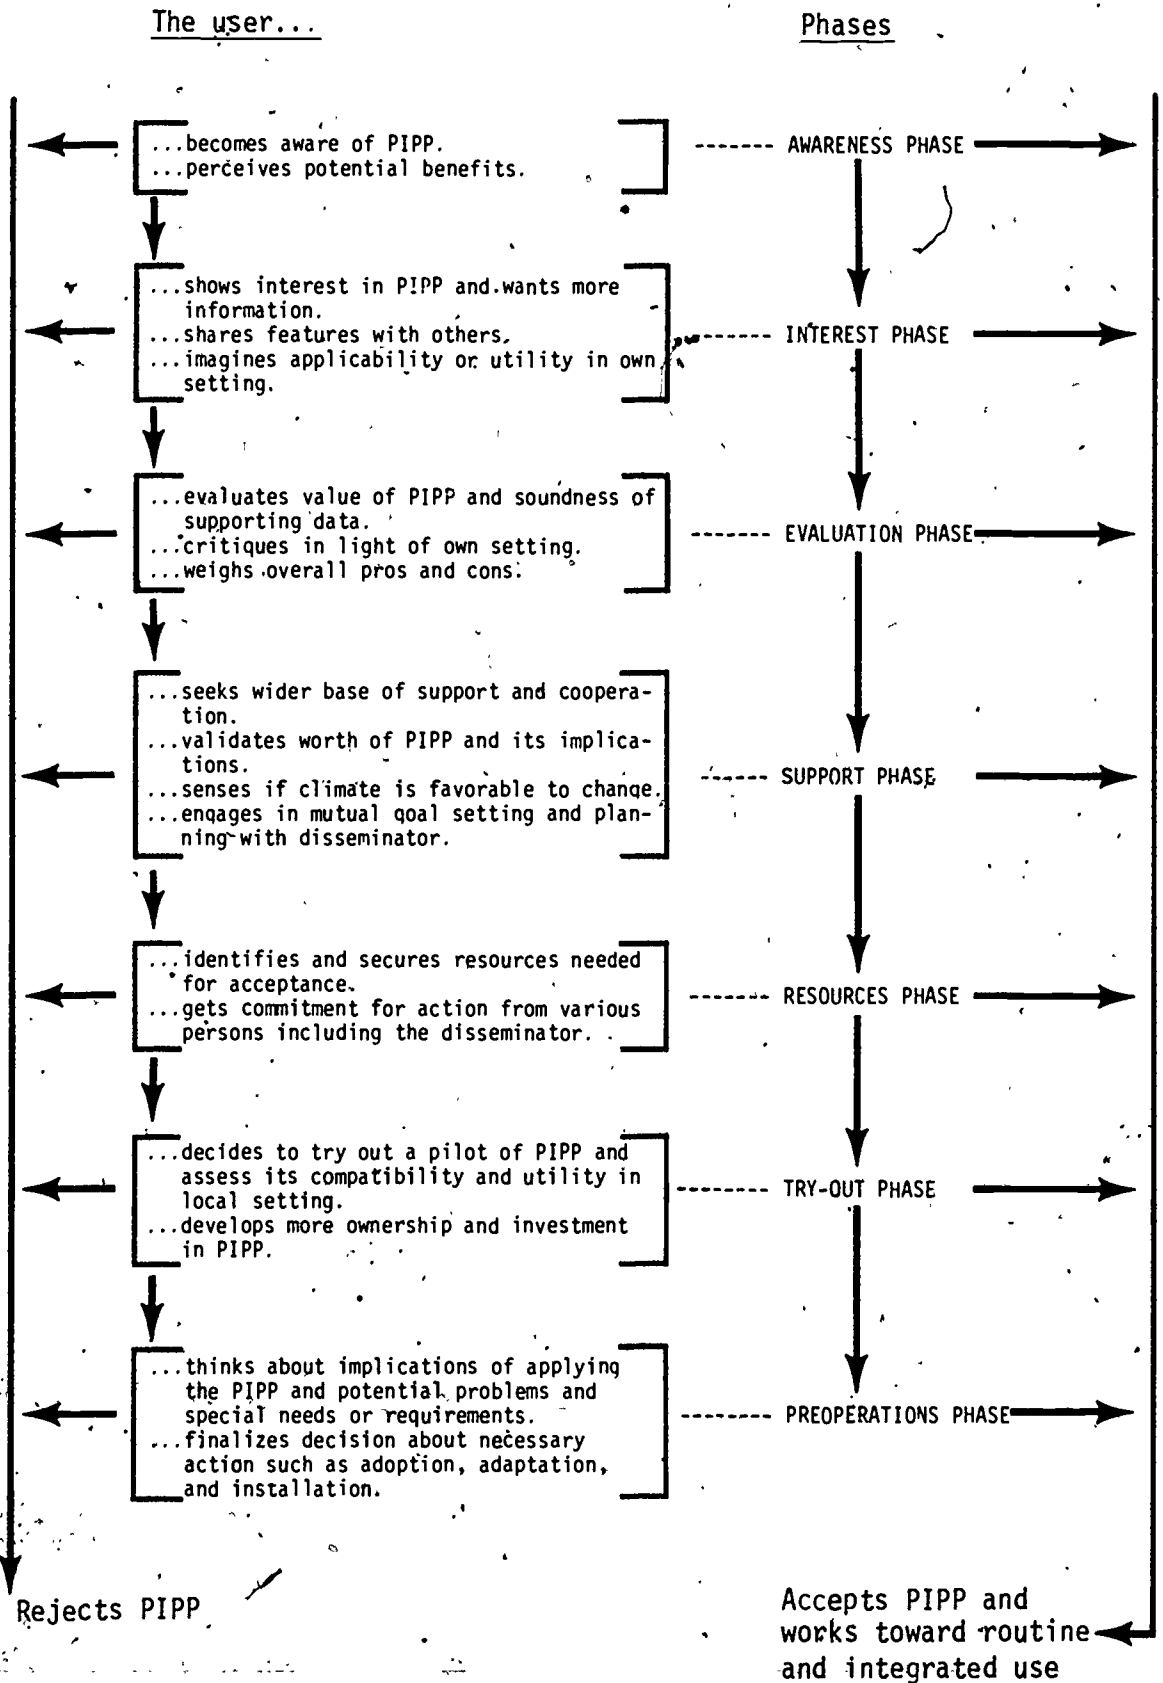 The user...
Phases
...becomes aware of PIPP.
...perceives potential benefits.
AWARENESS PHASE
...shows interest in PIPP and wants more
information.
...shares features with others.
...imagines applicability or utility in own
setting.
INTEREST PHASE
...evaluates value of PIPP and soundness of
supporting data.
...critiques in light of own setting.
...weighs overall pros and cons.
EVALUATION PHASE
...seeks wider base of support and coopera-
tion.
...validates worth of PIPP and its implica-
tions.
...senses if climate is favorable to change.
...engages in mutual goal setting and plan-
ning with disseminator.
SUPPORT PHASE
...identifies and secures resources needed
for acceptance.
...gets commitment for action from various
persons including the disseminator.
RESOURCES PHASE
...decides to try out a pilot of PIPP and
assess its compatibility and utility in
local setting.
...develops more ownership and investment
in PIPP.
TRY-OUT PHASE
...thinks about implications of applying
the PIPP and potential problems and
special needs or requirements.
...finalizes decision about necessary
action such as adoption, adaptation,
and installation.
PREOPERATIONS PHASE
Rejects PIPP
Accepts PIPP and
works toward routine
and integrated use